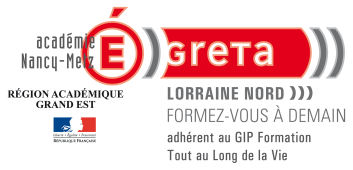 académie
Nancy-Metz
É
GRETA
RÉGION ACADÉMIQUE
GRAND EST
Liberté • Égalité • Fraternité
RÉPUBLIQUE FRANÇAISE
LORRAINE NORD )))
FORMEZ-VOUS À DEMAIN
adhérent au GIP Formation
Tout au Long de la Vie